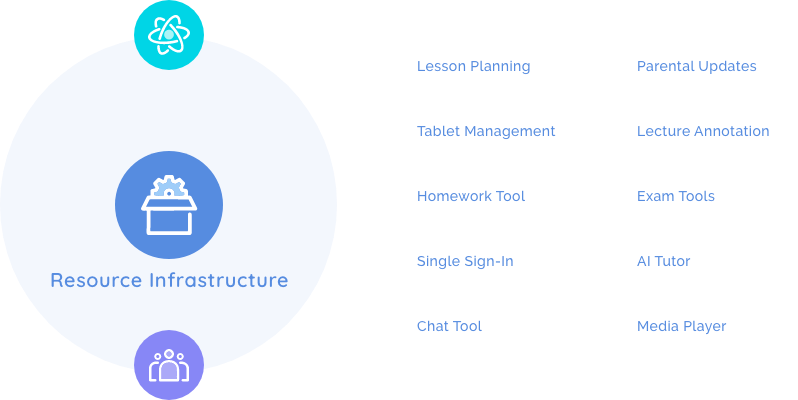 Resource Infrastructure
Lesson Planning
Parental Updates
Tablet Management
Lecture Annotation
Homework Tool
Exam Tools
Single Sign-In
AI Tutor
Chat Tool
Media Player